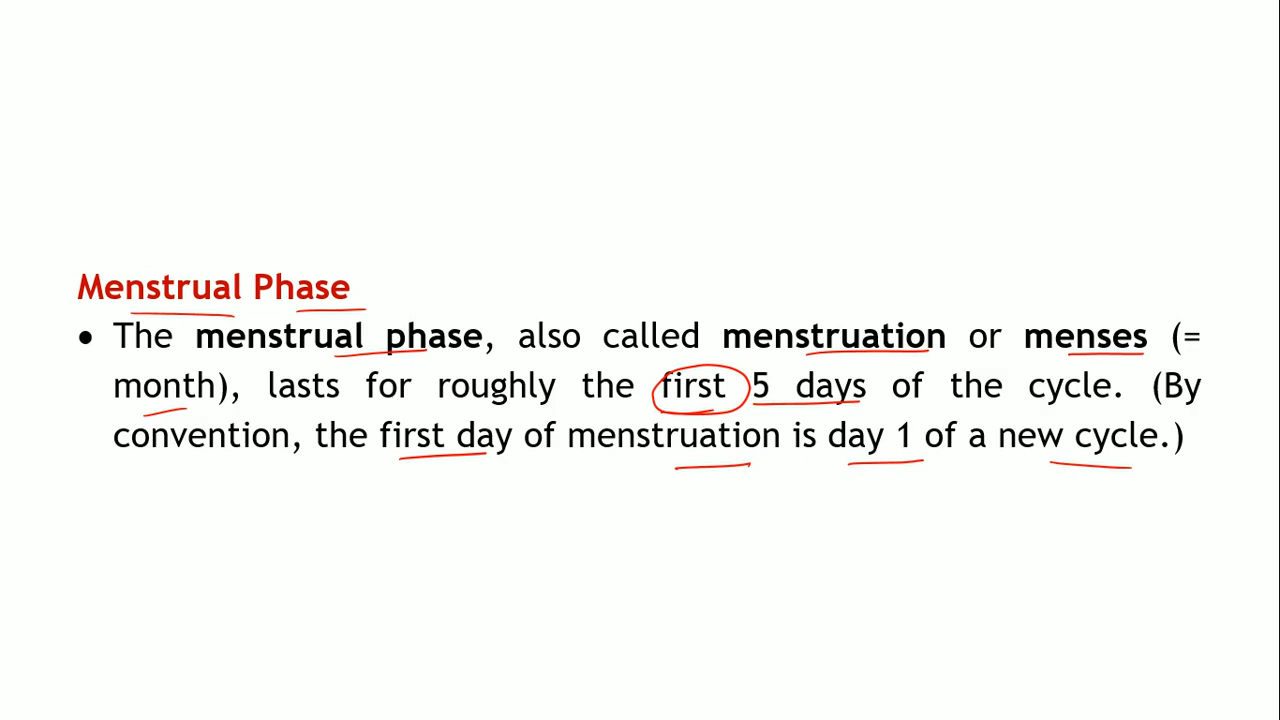 Menstrual Phase
• The menstrual phase, also called menstruation or menses (=
month), lasts for roughly the first 5 days of the cycle. (By
convention, the first day of menstruation is day 1 of a new cycle.)